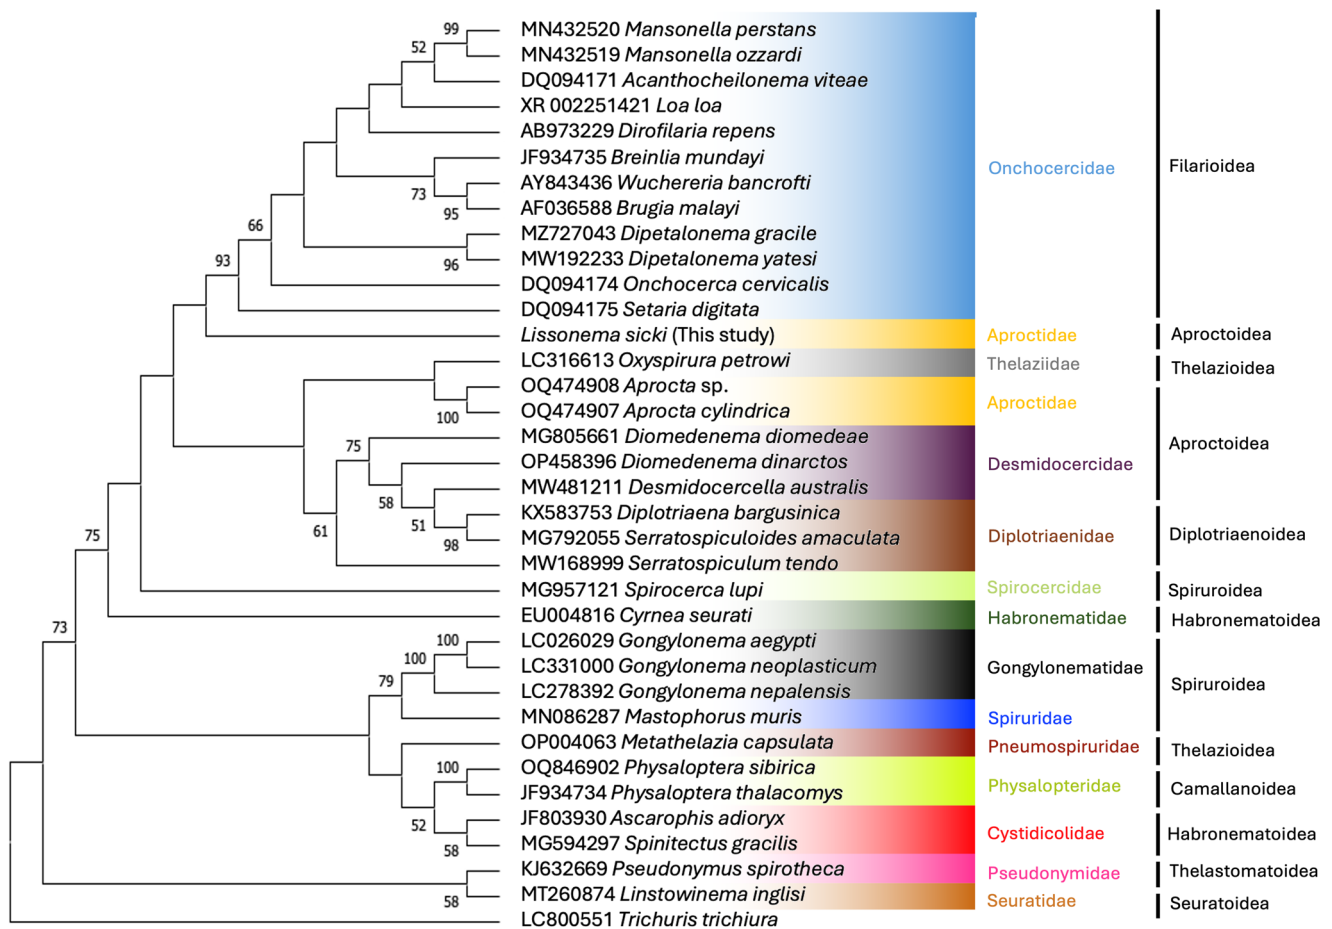 99
MN432520 Mansonella perstans
52
MN432519 Mansonella ozzardi
DQ094171 Acanthocheilonema viteae
XR 002251421 Loa loa
AB973229 Dirofilaria repens
JF934735 Breinlia mundayi
Onchocercidae
Filarioidea
73
AY843436 Wuchereria bancrofti
95
AF036588 Brugia malayi
66
MZ727043 Dipetalonema gracile
93
96
MW192233 Dipetalonema yatesi
DQ094174 Onchocerca cervicalis
DQ094175 Setaria digitata
Lissonema sicki (This study)
Aproctidae
Aproctoidea
LC316613 Oxyspirura petrowi
Thelaziidae
Thelazioidea
OQ474908 Aprocta sp.
Aproctidae
100
OQ474907 Aprocta cylindrica
75
MG805661 Diomedenema diomedeae
Aproctoidea
OP458396 Diomedenema dinarctos
Desmidocercidae
58
MW481211 Desmidocercella australis
51
KX583753 Diplotriaena bargusinica
61
98
MG792055 Serratospiculoides amaculata
Diplotriaenidae
Diplotriaenoidea
75
MW168999 Serratospiculum tendo
MG957121 Spirocerca lupi
Spirocercidae
Spiruroidea
EU004816 Cyrnea seurati
Habronematidae
Habronematoidea
73
100
LC026029 Gongylonema aegypti
100
LC331000 Gongylonema neoplasticum
Gongylonematidae
79
LC278392 Gongylonema nepalensis
Spiruroidea
MN086287 Mastophorus muris
Spiruridae
OP004063 Metathelazia capsulata
Pneumospiruridae
Thelazioidea
100
OQ846902 Physaloptera sibirica
Physalopteridae
Camallanoidea
JF934734 Physaloptera thalacomys
52
JF803930 Ascarophis adioryx
Cystidicolidae
Habronematoidea
58
MG594297 Spinitectus gracilis
KJ632669 Pseudonymus spirotheca
Pseudonymidae
Thelastomatoidea
58
MT260874 Linstowinema inglisi
Seuratidae
Seuratoidea
LC800551 Trichuris trichiura